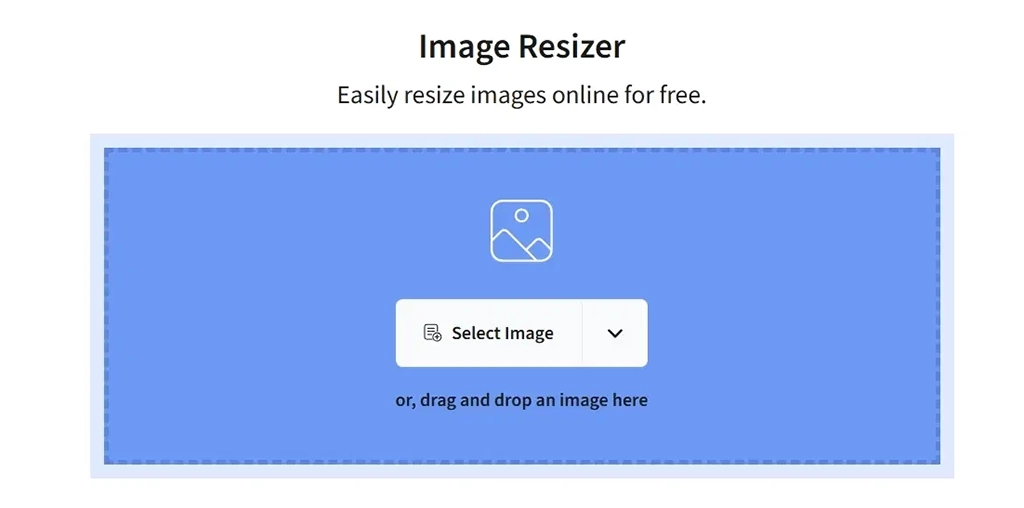 Image Resizer
Easily resize images online for free.
Select Image
or, drag and drop an image here